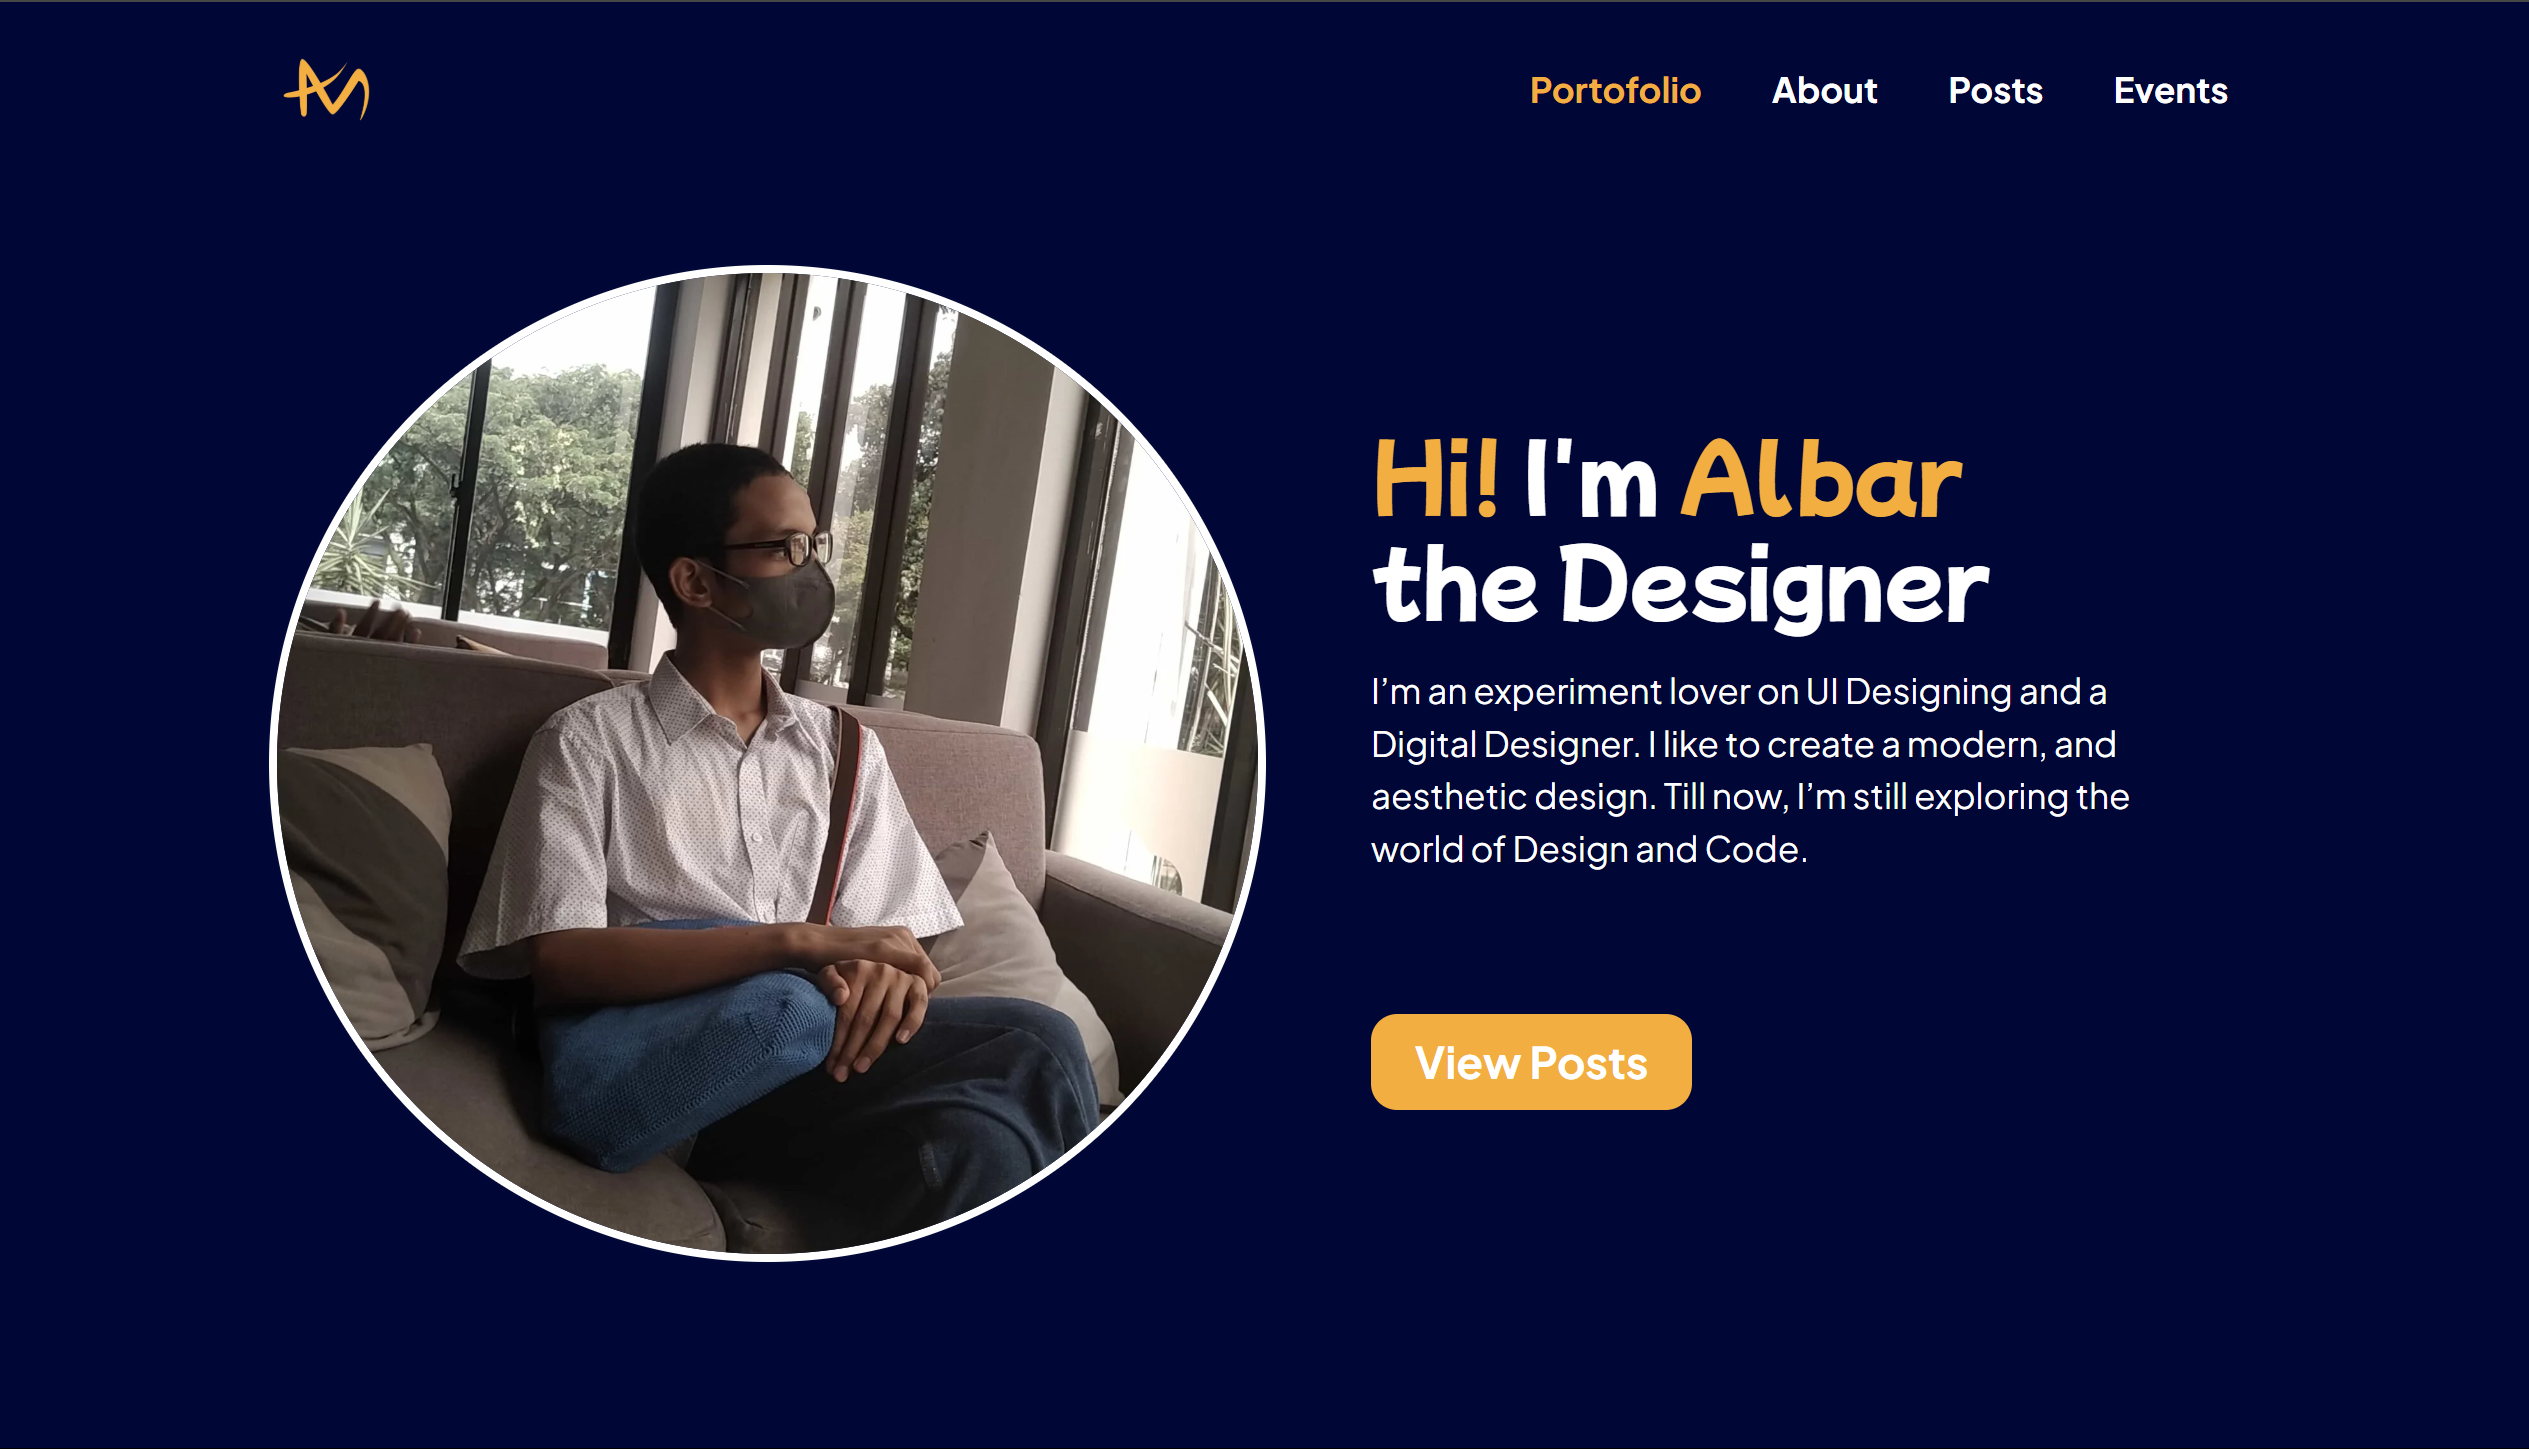 Portofolio About Posts Events
Hi! I'm Albar
the Designer
I’m an experiment lover on UI Designing and a
Digital Designer. I like to create a modern, and
aesthetic design. Till now, I’m still exploring the
world of Design and Code.
View Posts